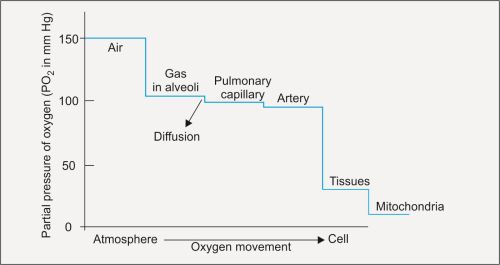 Partial pressure of oxygen (PO2 in mm Hg)
150
100
50
0
Air
Gas
in alveoli
Diffusion
Pulmonary
capillary
Artery
Tissues
Mitochondria
Atmosphere
Cell
Oxygen movement